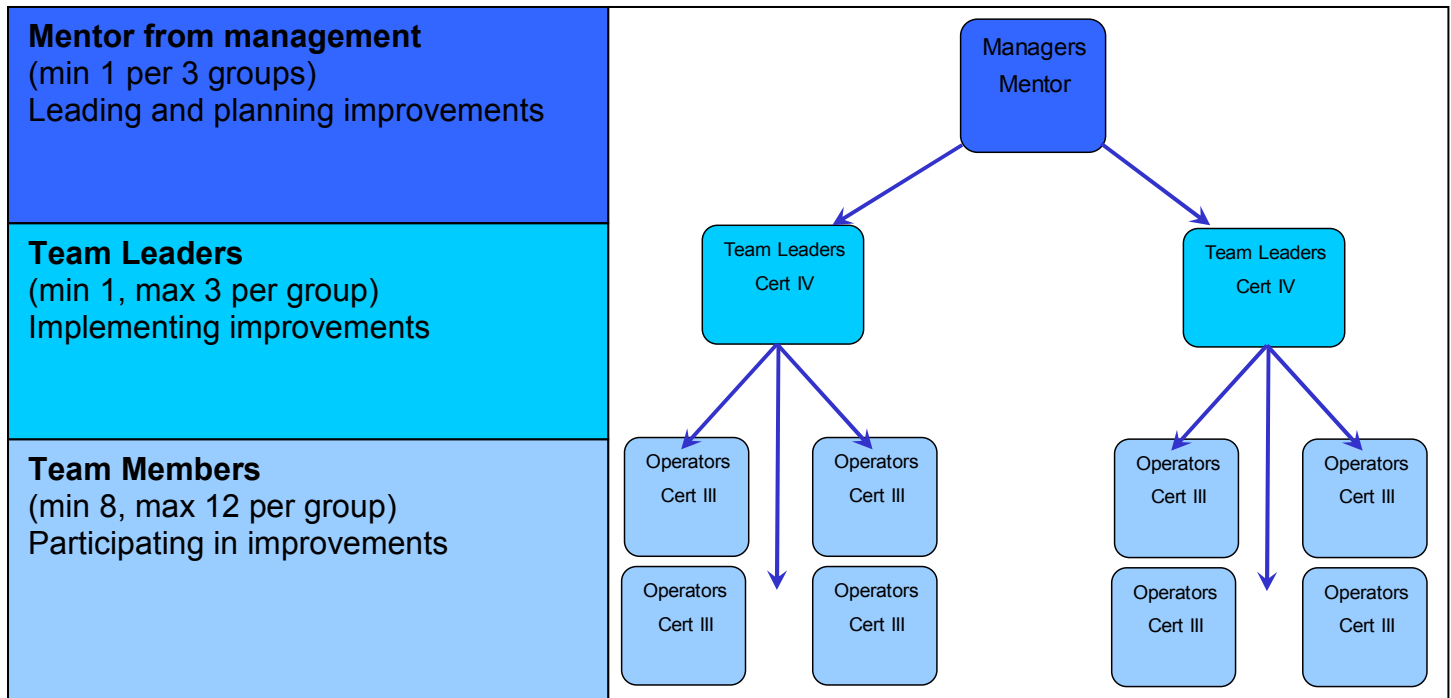 Mentor from management
(min 1 per 3 groups)
Leading and planning improvements
Managers
Mentor
Team Leaders
(min 1, max 3 per group)
Implementing improvements
Team Leaders
Cert IV
Team Leaders
Cert IV
Team Members
(min 8, max 12 per group)
Participating in improvements
Operators
Cert III
Operators
Cert III
Operators
Cert III
Operators
Cert III
Operators
Cert III
Operators
Cert III
Operators
Cert III
Operators
Cert III